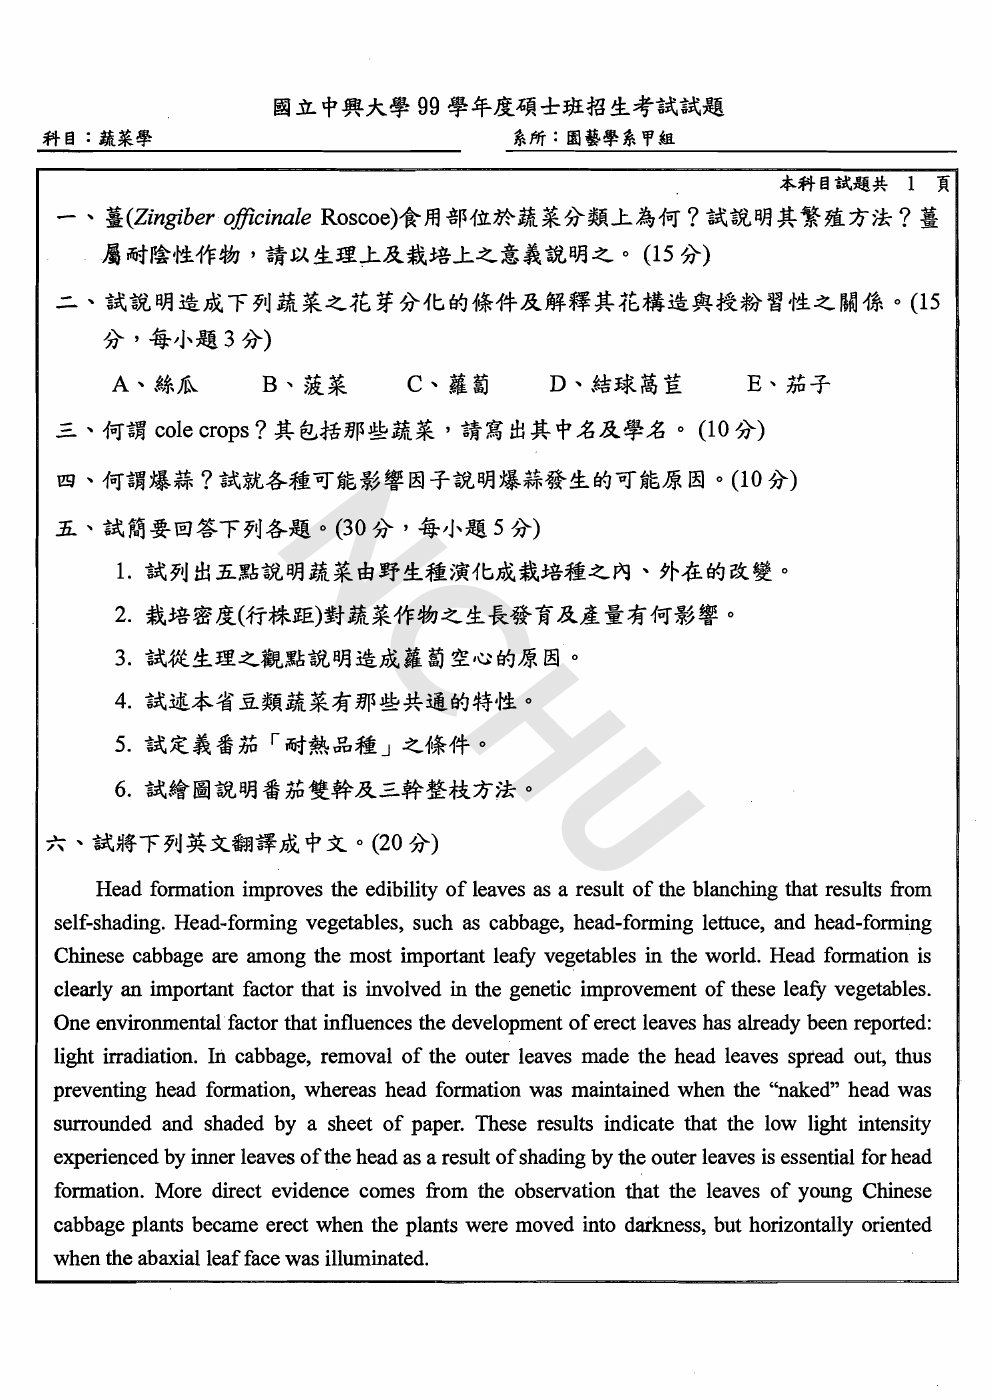 國立中興大學 99 學年度碩士班招生考試試題
科目：蔬菜學 系所：園藝學系甲組
本科目試題共 1 頁
一、薑(Zingiber officinale Roscoe)食用部位於蔬菜分類上為何？試說明其繁殖方法？薑
屬耐陰性作物，請以生理上及栽培上之意義說明之。(15 分)
二、試說明造成下列蔬菜之花芽分化的條件及解釋其花構造與授粉習性之關係。(15
分，每小題 3 分)
A、絲瓜 B、菠菜 C、蘿蔔 D、結球萵苣 E、茄子
三、何謂 cole crops？其包括那些蔬菜，請寫出其中名及學名。(10 分)
四、何謂爆蒜？試就各種可能影響因子說明爆蒜發生的可能原因。(10 分)
五、試簡要回答下列各題。(30 分，每小題 5 分)
1. 試列出五點說明蔬菜由野生種演化成栽培種之內、外在的改變。
2. 栽培密度(行株距)對蔬菜作物之生長發育及產量有何影響。
3. 試從生理之觀點說明造成蘿蔔空心的原因。
4. 試述本省豆類蔬菜有那些共通的特性。
5. 試定義番茄「耐熱品種」之條件。
6. 試繪圖說明番茄雙幹及三幹整枝方法。
六、試將下列英文翻譯成中文。(20 分)
Head formation improves the edibility of leaves as a result of the blanching that results from
self-shading. Head-forming vegetables, such as cabbage, head-forming lettuce, and head-forming
Chinese cabbage are among the most important leafy vegetables in the world. Head formation is
clearly an important factor that is involved in the genetic improvement of these leafy vegetables.
One environmental factor that influences the development of erect leaves has already been reported:
light irradiation. In cabbage, removal of the outer leaves made the head leaves spread out, thus
preventing head formation, whereas head formation was maintained when the “naked” head was
surrounded and shaded by a sheet of paper. These results indicate that the low light intensity
experienced by inner leaves of the head as a result of shading by the outer leaves is essential for head
formation. More direct evidence comes from the observation that the leaves of young Chinese
cabbage plants became erect when the plants were moved into darkness, but horizontally oriented
when the abaxial leaf face was illuminated.
NCHU